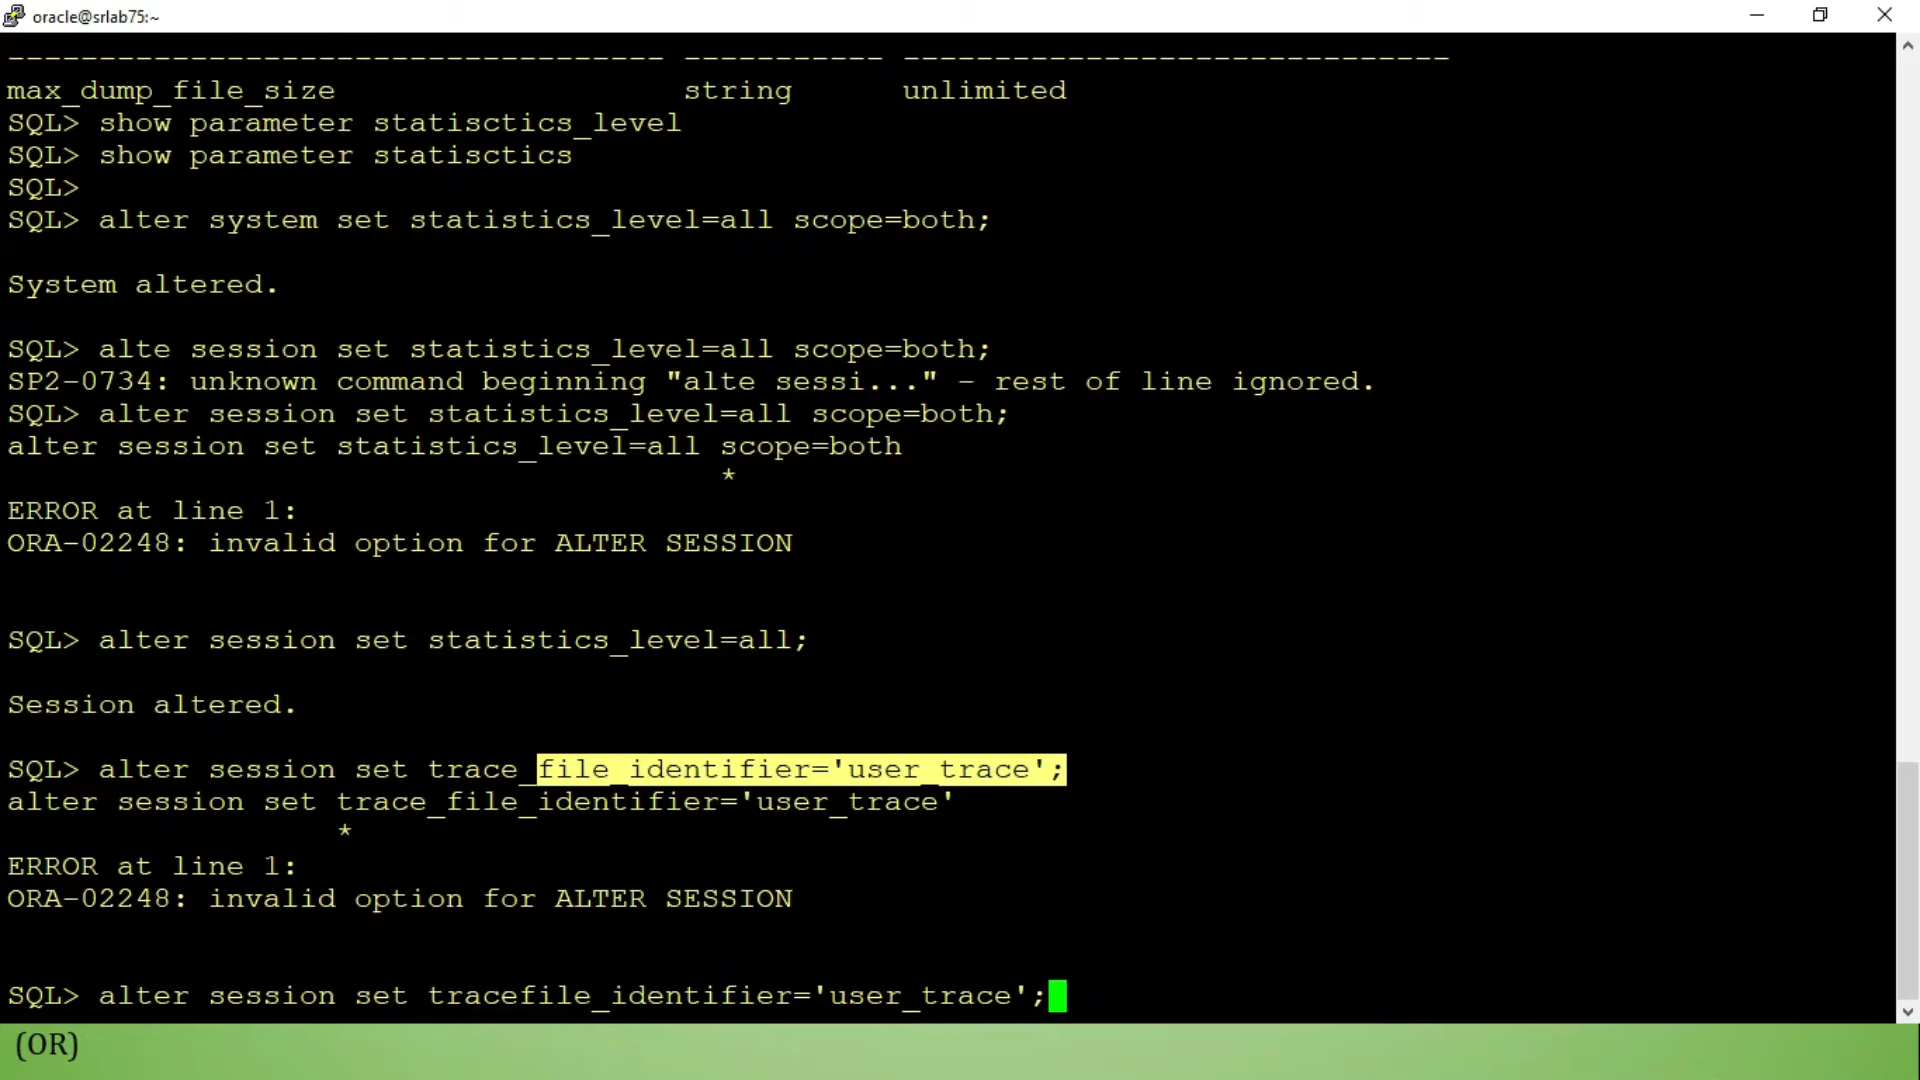 oracle@srlab75:~
------------------------------------ ----------- ------------------------------
max_dump_file_size                   string      unlimited
SQL> show parameter statisctics_level
SQL> show parameter statisctics
SQL>
SQL> alter system set statistics_level=all scope=both;
System altered.
SQL> alte session set statistics_level=all scope=both;
SP2-0734: unknown command beginning "alte sessi..." - rest of line ignored.
SQL> alter session set statistics_level=all scope=both;
alter session set statistics_level=all scope=both
                                       *
ERROR at line 1:
ORA-02248: invalid option for ALTER SESSION
SQL> alter session set statistics_level=all;
Session altered.
SQL> alter session set trace_file_identifier='user_trace';
alter session set trace_file_identifier='user_trace'
                  *
ERROR at line 1:
ORA-02248: invalid option for ALTER SESSION
SQL> alter session set tracefile_identifier='user_trace';
(OR)